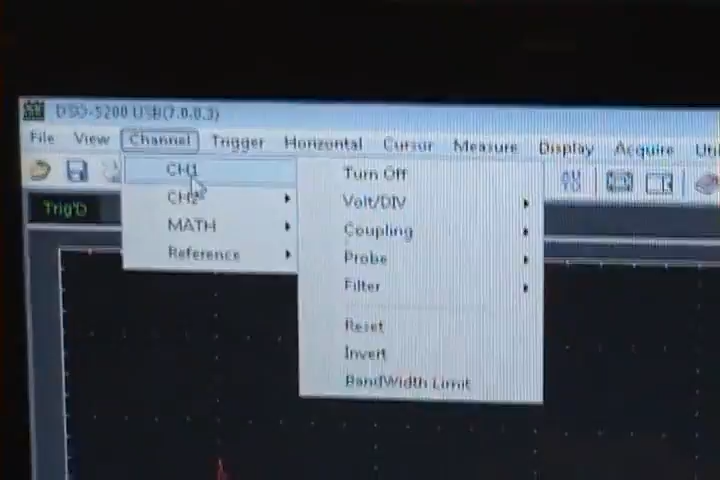 DSO-5200 USB(7.0.0.3)
File View Channel Trigger Horizontal Cursor Measure Display Acquire Uti
CH1
CH2
MATH
Reference
Turn Off
Volt/DIV
Coupling
Probe
Filter
Reset
Invert
BandWidth Limit
Trig'D